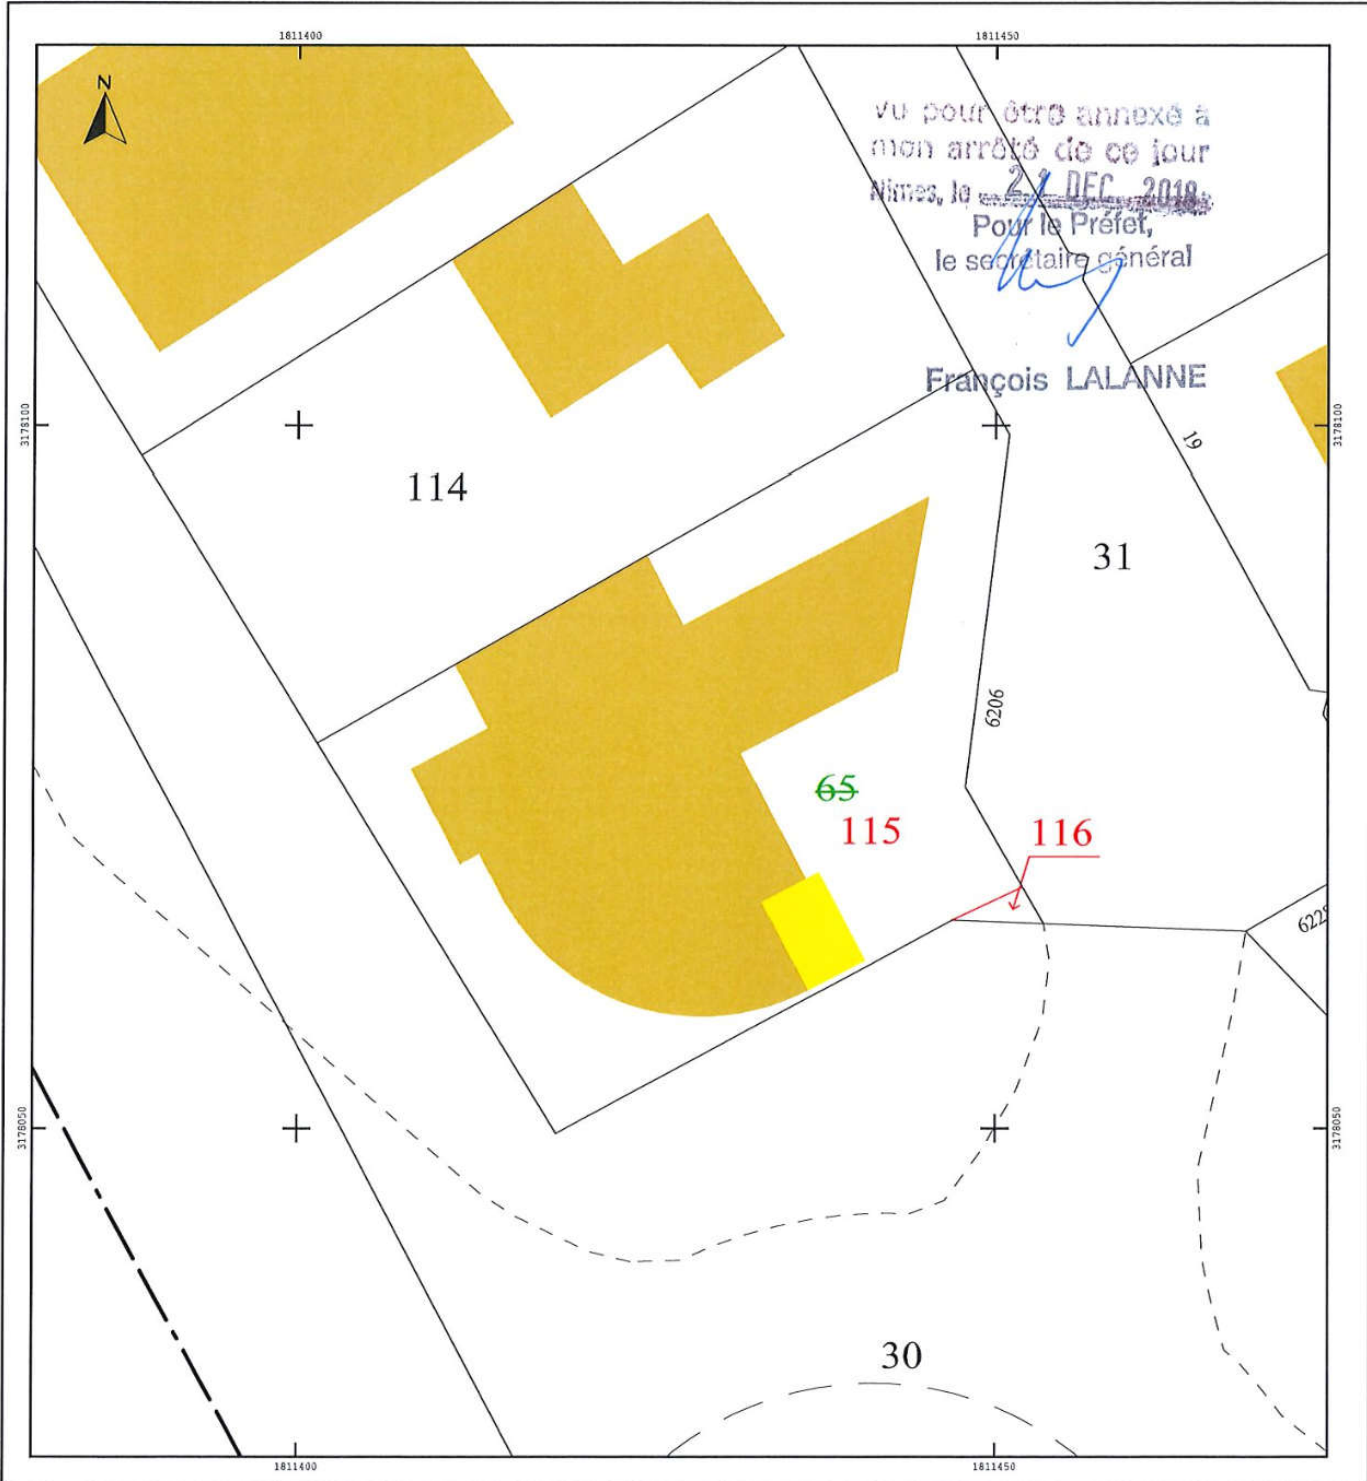 1811400
1811450
N
Vu pour être annexé à
mon arrêté de ce jour
Nîmes, le 21 DEC. 2018
Pour le Préfet,
le secrétaire général
François LALANNE
3178100
3178100
19
114
31
6206
65
115
116
622
3178050
3178050
30
1811400
1811450